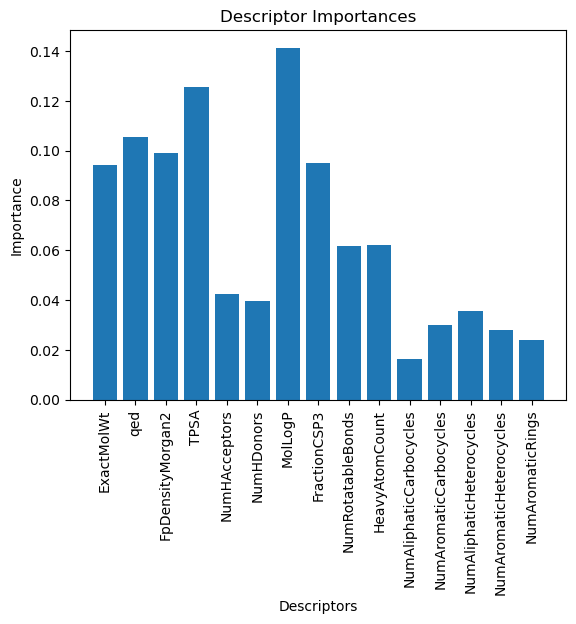 Descriptor Importances
Importance
0.14
0.12
0.10
0.08
0.06
0.04
0.02
0.00
ExactMolWt
qed
FpDensityMorgan2
TPSA
NumHAcceptors
NumHDonors
MolLogP
FractionCSP3
NumRotatableBonds
HeavyAtomCount
NumAliphaticCarbocycles
NumAromaticCarbocycles
NumAliphaticHeterocycles
NumAromaticHeterocycles
NumAromaticRings
Descriptors